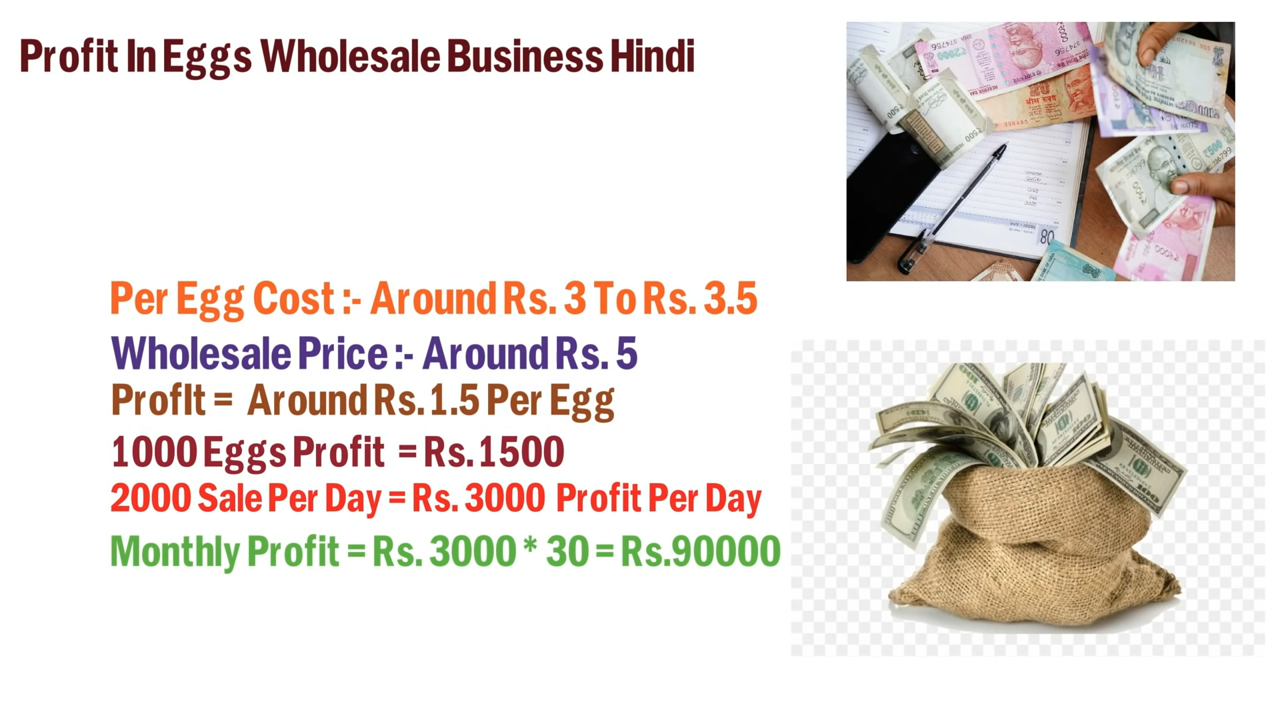 Profit In Eggs Wholesale Business Hindi
Per Egg Cost :- Around Rs. 3 To Rs. 3.5
Wholesale Price :- Around Rs. 5
ProfIt = Around Rs. 1.5 Per Egg
1000 Eggs Profit = Rs. 1500
2000 Sale Per Day = Rs. 3000 Profit Per Day
Monthly Profit = Rs. 3000 * 30 = Rs.90000